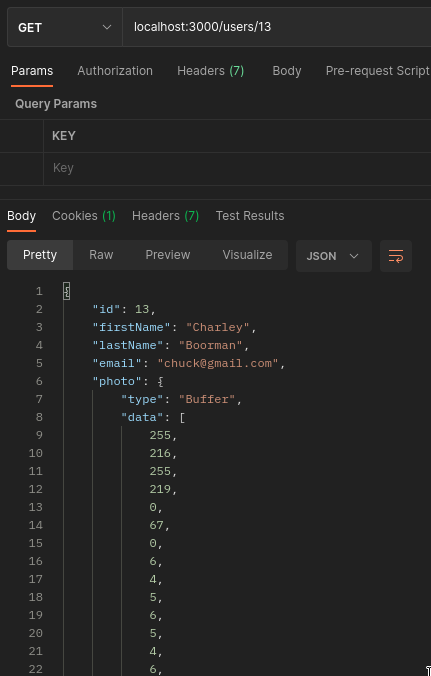 GET localhost:3000/users/13
Params Authorization Headers (7) Body Pre-request Script
Query Params
KEY
Key
Body Cookies (1) Headers (7) Test Results
Pretty Raw Preview Visualize JSON
1 {
2 "id": 13,
3 "firstName": "Charley",
4 "lastName": "Boorman",
5 "email": "chuck@gmail.com",
6 "photo": {
7 "type": "Buffer",
8 "data": [
9 255,
10 216,
11 255,
12 219,
13 0,
14 67,
15 0,
16 6,
17 4,
18 5,
19 6,
20 5,
21 4,
22 6,